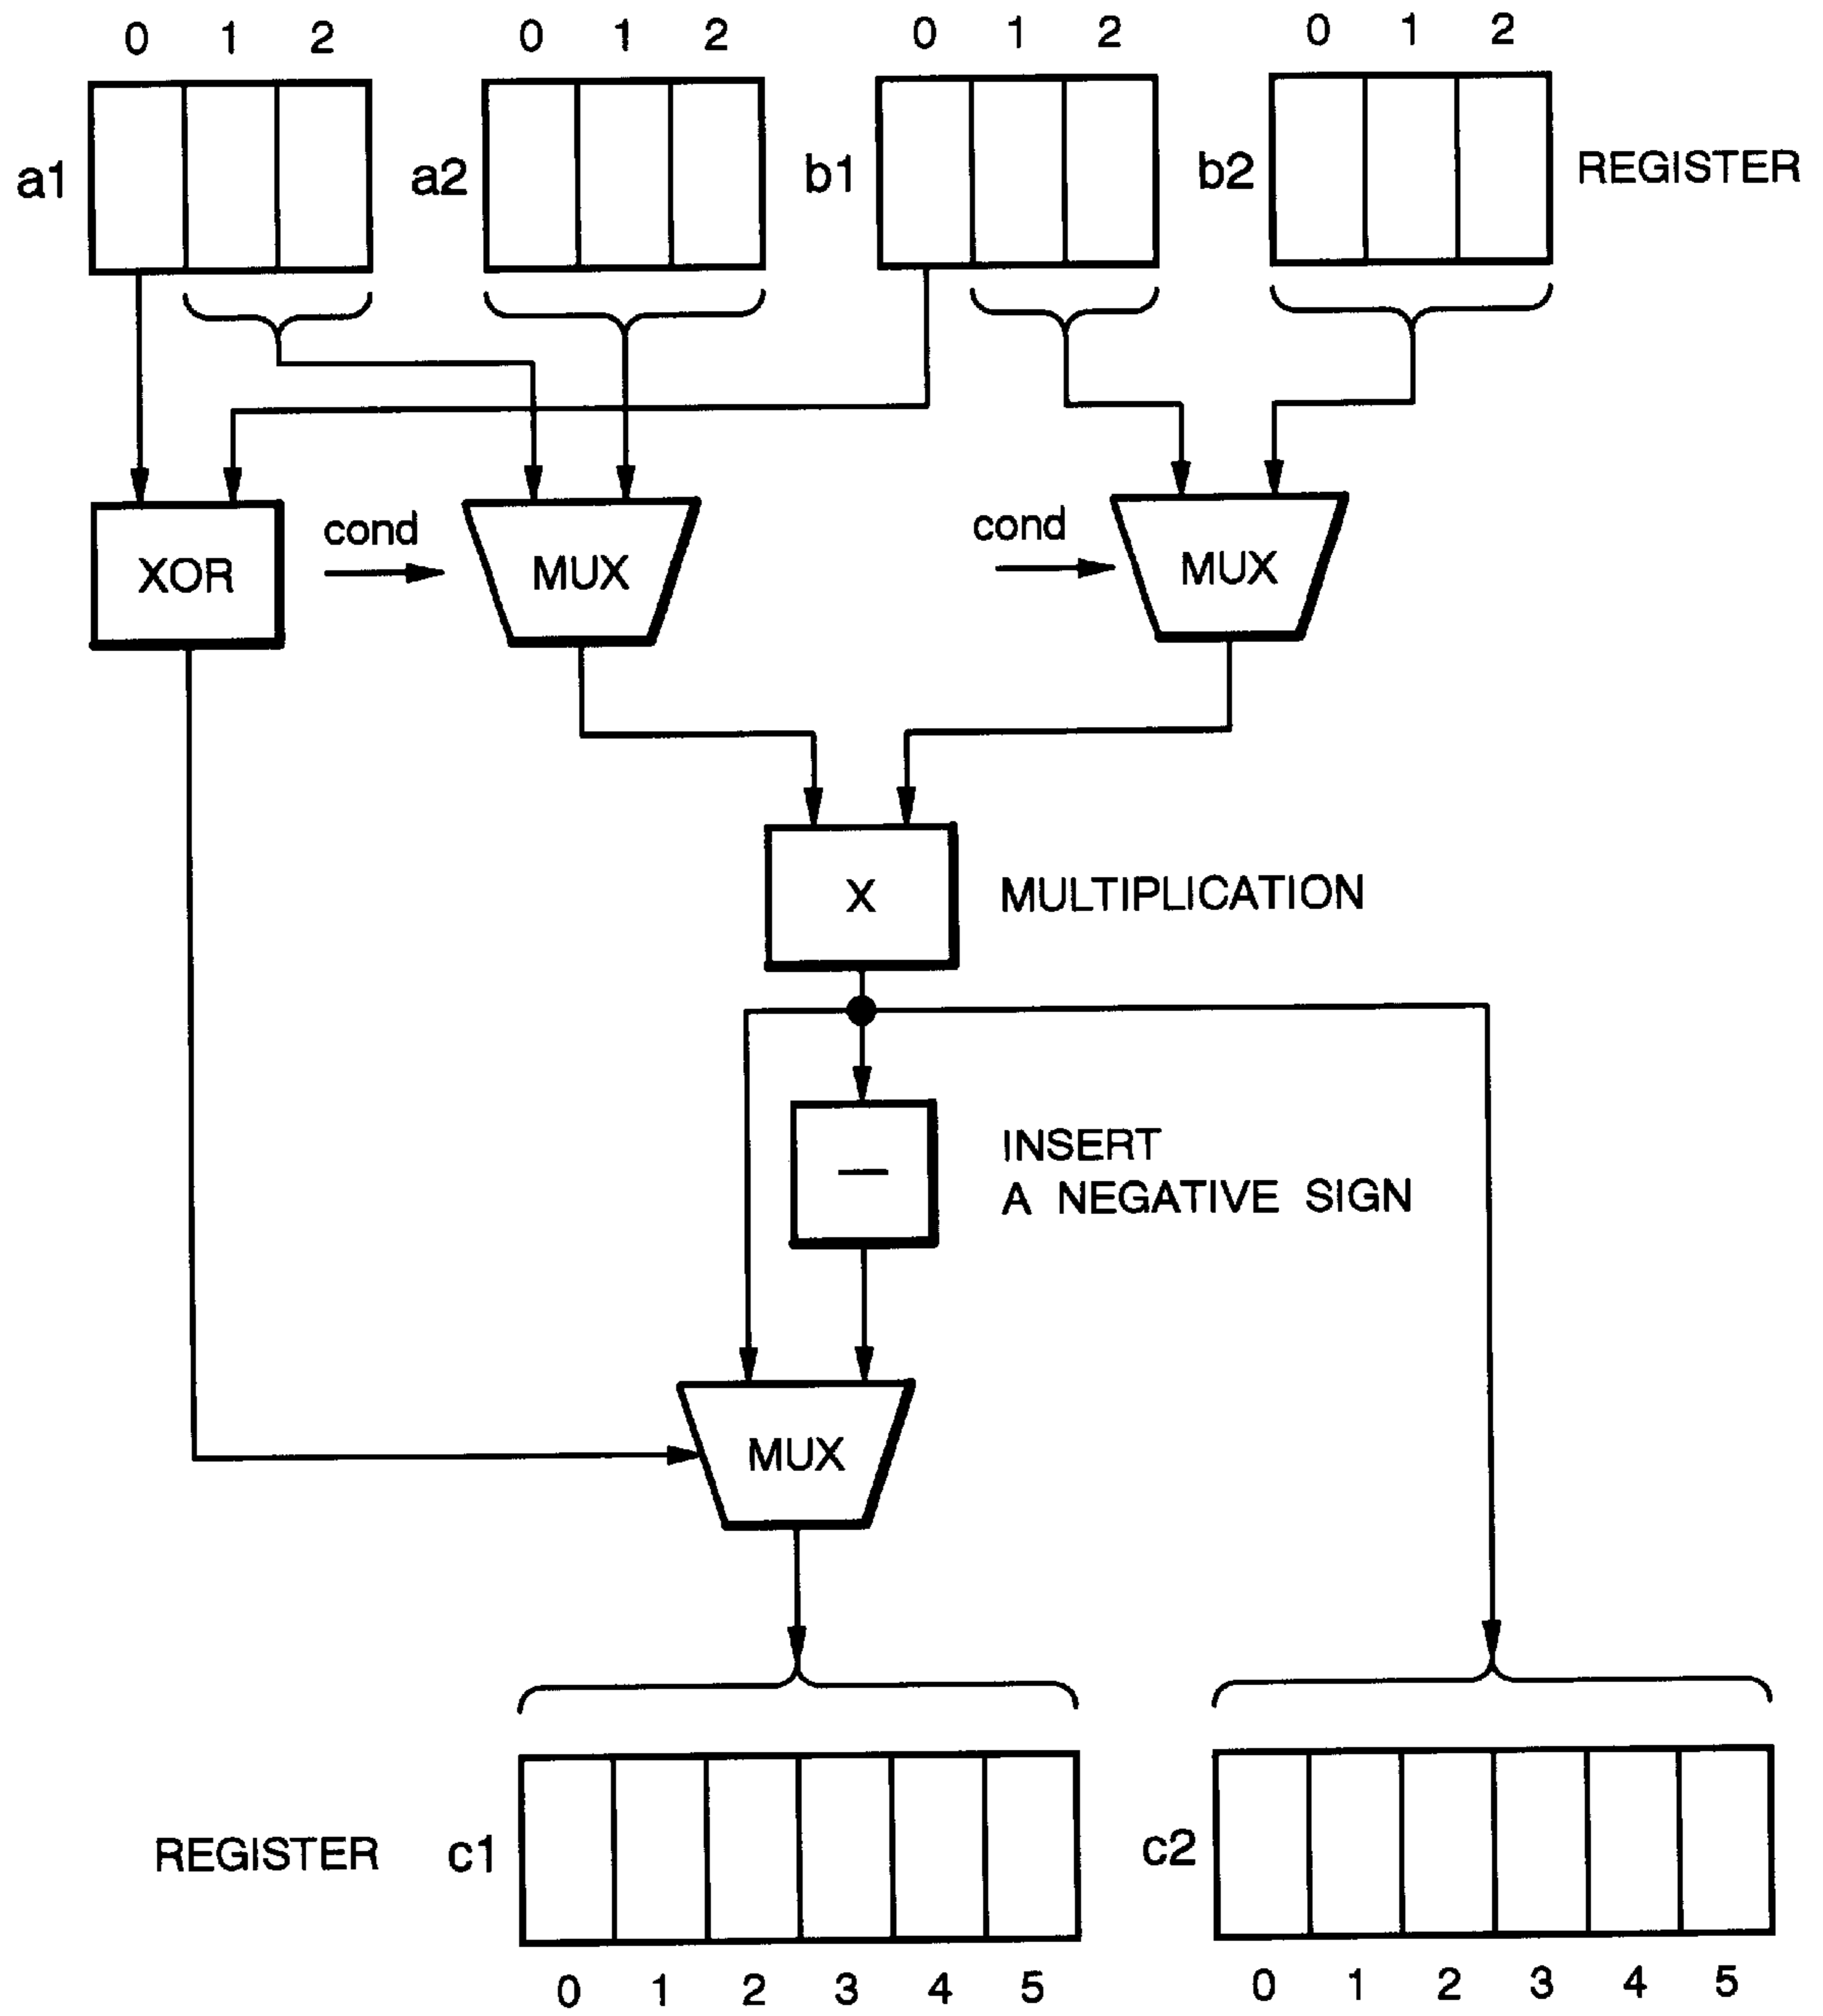 0 1 2 0 1 2 0 1 2 0 1 2
a1 a2 b1 b2 REGISTER
cond cond
XOR MUX MUX
X MULTIPLICATION
INSERT
— A NEGATIVE SIGN
MUX
REGISTER c1 c2
0 1 2 3 4 5 0 1 2 3 4 5